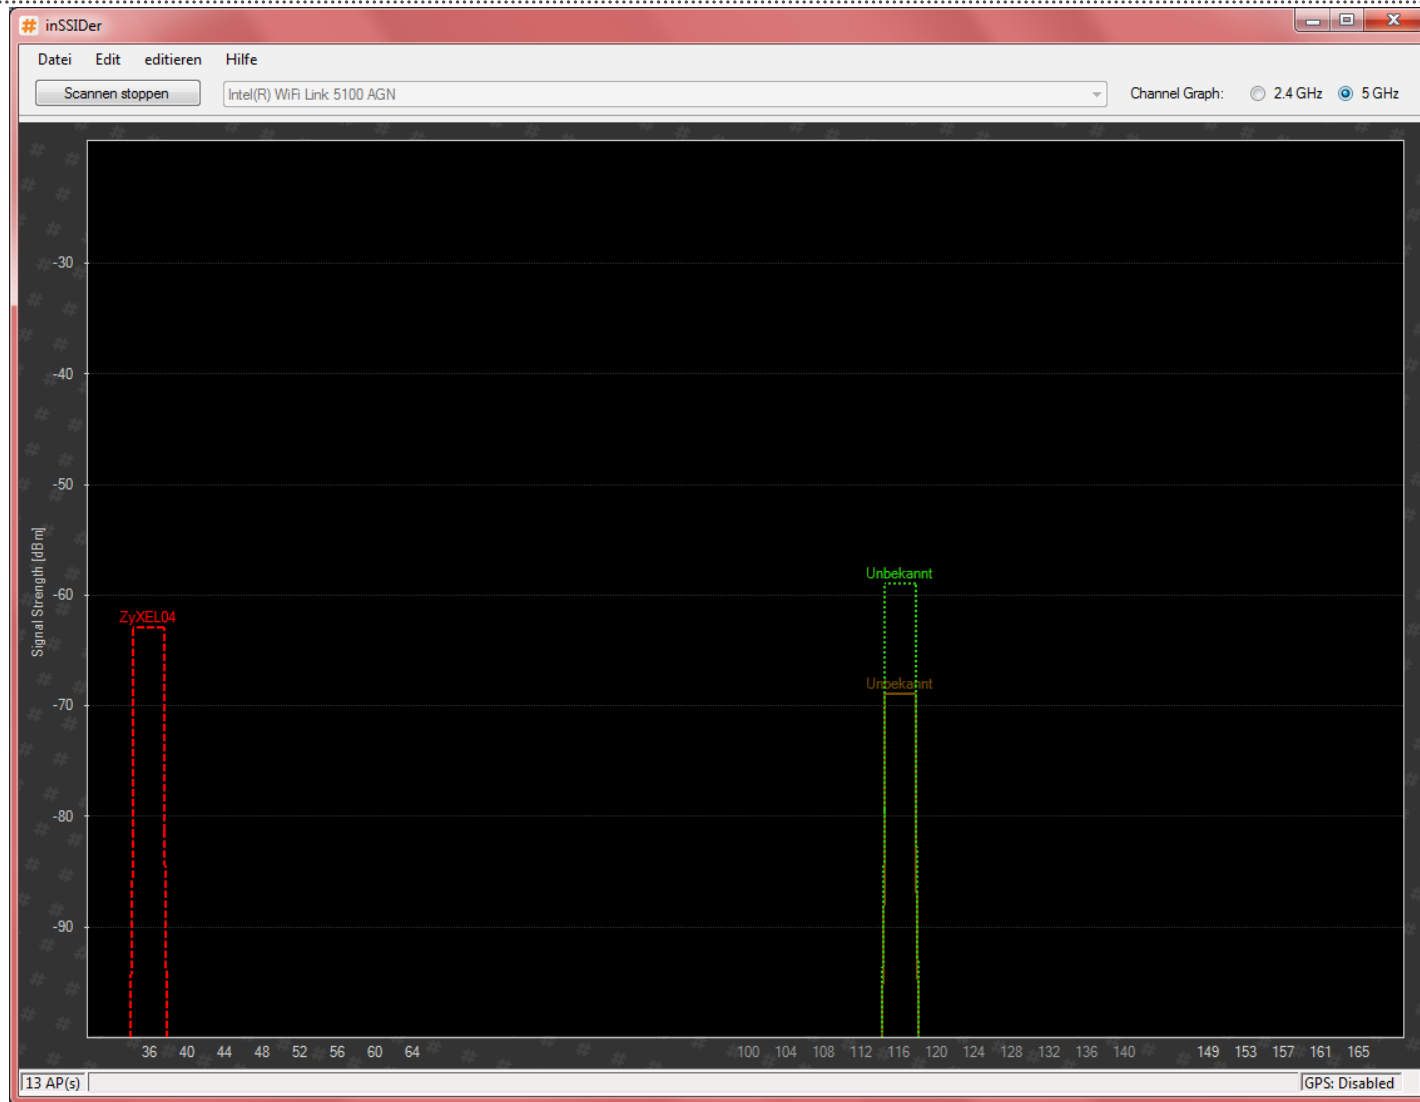 inSSIDer
Datei Edit editieren Hilfe
Scannen stoppen Intel(R) WiFi Link 5100 AGN Channel Graph: 2.4 GHz 5 GHz
-30
-40
-50
Unbekannt
-60
ZyXEL04
Signal Strength [dBm]
Unbekannt
-70
-80
-90
36 40 44 48 52 56 60 64 100 104 108 112 116 120 124 128 132 136 140 149 153 157 161 165
13 AP(s) GPS: Disabled